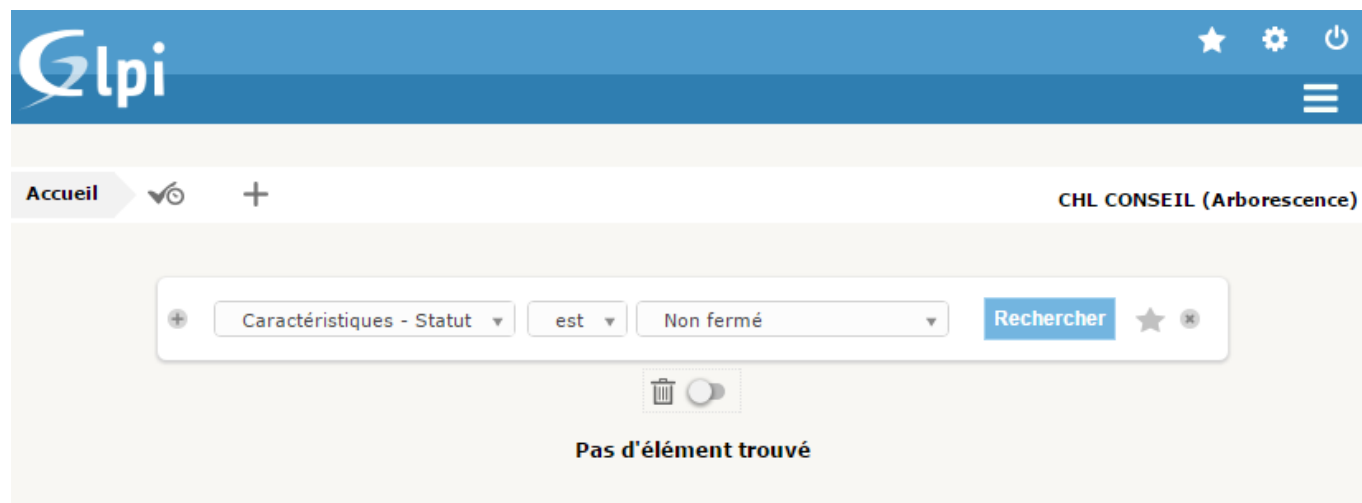 Glpi
Accueil
CHL CONSEIL (Arborescence)
Caractéristiques - Statut est Non fermé Rechercher
Pas d'élément trouvé